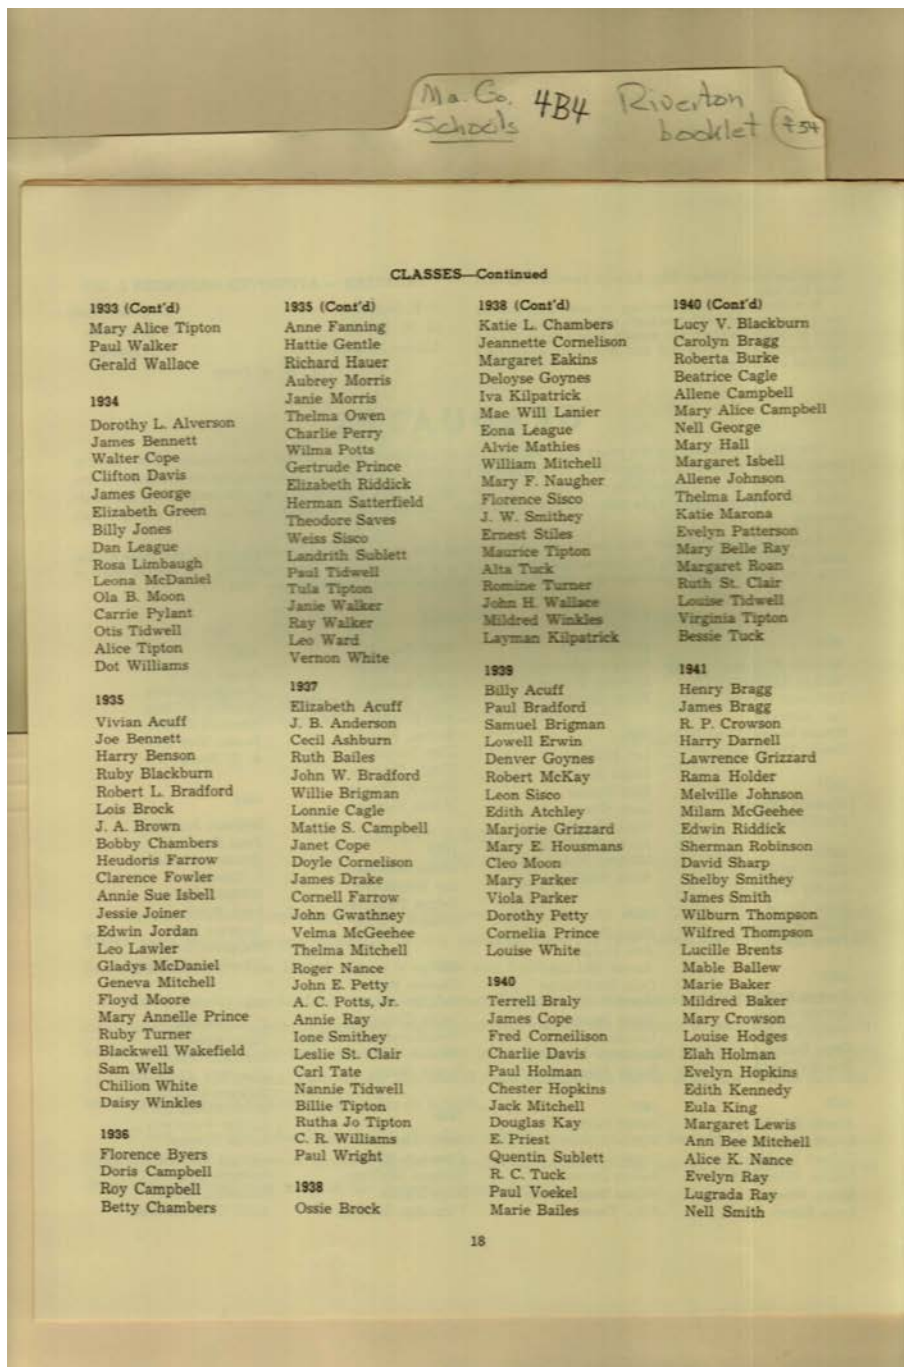 Ma. Co. 4B4 Riverton
Schools booklet
CLASSES—Continued
1933 (Cont'd)
Mary Alice Tipton
Paul Walker
Gerald Wallace
1934
Dorothy L. Alverson
James Bennett
Walter Cope
Clifton Davis
James George
Elizabeth Green
Billy Jones
Dan League
Rosa Limbaugh
Leona McDaniel
Ola B. Moon
Carrie Pylant
Otis Tidwell
Alice Tipton
Dot Williams
1935
Vivian Acuff
Joe Bennett
Harry Benson
Ruby Blackburn
Robert L. Bradford
Lois Brock
J. A. Brown
Bobby Chambers
Heudoris Farrow
Clarence Fowler
Annie Sue Isbell
Jessie Joiner
Edwin Jordan
Leo Lawler
Gladys McDaniel
Geneva Mitchell
Floyd Moore
Mary Annelle Prince
Ruby Turner
Blackwell Wakefield
Sam Wells
Chilion White
Daisy Winkles
1936
Florence Byers
Doris Campbell
Roy Campbell
Betty Chambers
1935 (Cont'd)
Anne Fanning
Hattie Gentle
Richard Hauer
Aubrey Morris
Janie Morris
Thelma Owen
Charlie Perry
Wilma Potts
Gertrude Prince
Elizabeth Riddick
Herman Satterfield
Theodore Saves
Weiss Sisco
Landrith Sublett
Paul Tidwell
Tula Tipton
Janie Walker
Ray Walker
Leo Ward
Vernon White
1937
Elizabeth Acuff
J. B. Anderson
Cecil Ashburn
Ruth Bailes
John W. Bradford
Willie Brigman
Lonnie Cagle
Mattie S. Campbell
Janet Cope
Doyle Cornelison
James Drake
Cornell Farrow
John Gwathney
Velma McGeehee
Thelma Mitchell
Roger Nance
John E. Petty
A. C. Potts, Jr.
Annie Ray
Ione Smithey
Leslie St. Clair
Carl Tate
Nannie Tidwell
Billie Tipton
Rutha Jo Tipton
C. R. Williams
Paul Wright
1938
Ossie Brock
1938 (Cont'd)
Katie L. Chambers
Jeannette Cornelison
Margaret Eakins
Deloyse Goynes
Iva Kilpatrick
Mae Will Lanier
Eona League
Alvie Mathies
William Mitchell
Mary F. Naugher
Florence Sisco
J. W. Smithey
Ernest Stiles
Maurice Tipton
Alta Tuck
Romine Turner
John H. Wallace
Mildred Winkles
Layman Kilpatrick
1939
Billy Acuff
Paul Bradford
Samuel Brigman
Lowell Erwin
Denver Goynes
Robert McKay
Leon Sisco
Edith Atchley
Marjorie Grizzard
Mary E. Housmans
Cleo Moon
Mary Parker
Viola Parker
Dorothy Petty
Cornelia Prince
Louise White
1940
Terrell Braly
James Cope
Fred Corneilison
Charlie Davis
Paul Holman
Chester Hopkins
Jack Mitchell
Douglas Kay
E. Priest
Quentin Sublett
R. C. Tuck
Paul Voekel
Marie Bailes
1940 (Cont'd)
Lucy V. Blackburn
Carolyn Bragg
Roberta Burke
Beatrice Cagle
Allene Campbell
Mary Alice Campbell
Nell George
Mary Hall
Margaret Isbell
Allene Johnson
Thelma Lanford
Katie Marona
Evelyn Patterson
Mary Belle Ray
Margaret Roan
Ruth St. Clair
Louise Tidwell
Virginia Tipton
Bessie Tuck
1941
Henry Bragg
James Bragg
R. P. Crowson
Harry Darnell
Lawrence Grizzard
Rama Holder
Melville Johnson
Milam McGeehee
Edwin Riddick
Sherman Robinson
David Sharp
Shelby Smithey
James Smith
Wilburn Thompson
Wilfred Thompson
Lucille Brents
Mable Ballew
Marie Baker
Mildred Baker
Mary Crowson
Louise Hodges
Elah Holman
Evelyn Hopkins
Edith Kennedy
Eula King
Margaret Lewis
Ann Bee Mitchell
Alice K. Nance
Evelyn Ray
Lugrada Ray
Nell Smith
18